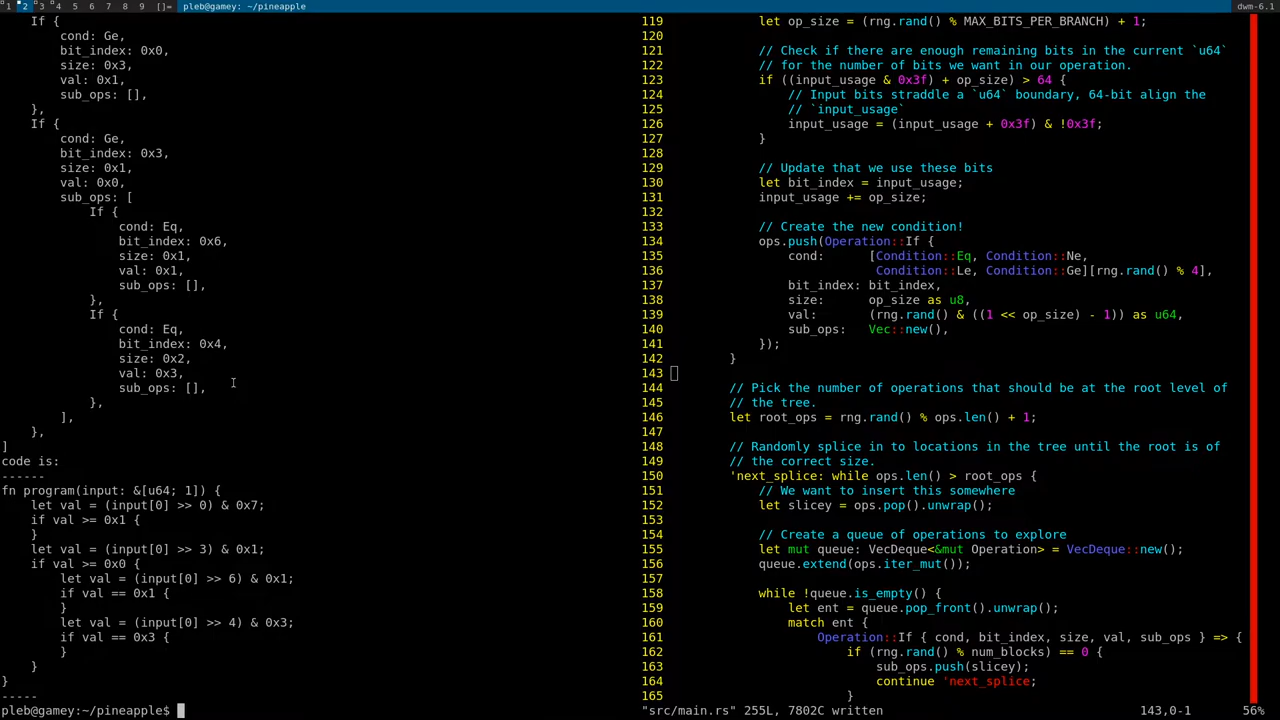 1 2 3 4 5 6 7 8 9 []= pleb@gamey: ~/pineapple dwm-6.1
    If {
        cond: Ge,
        bit_index: 0x0,
        size: 0x3,
        val: 0x1,
        sub_ops: [],
    },
    If {
        cond: Ge,
        bit_index: 0x3,
        size: 0x1,
        val: 0x0,
        sub_ops: [
            If {
                cond: Eq,
                bit_index: 0x6,
                size: 0x1,
                val: 0x1,
                sub_ops: [],
            },
            If {
                cond: Eq,
                bit_index: 0x4,
                size: 0x2,
                val: 0x3,
                sub_ops: [],
            },
        ],
    },
]
code is:
------
fn program(input: &[u64; 1]) {
    let val = (input[0] >> 0) & 0x7;
    if val >= 0x1 {
    }
    let val = (input[0] >> 3) & 0x1;
    if val >= 0x0 {
        let val = (input[0] >> 6) & 0x1;
        if val == 0x1 {
        }
        let val = (input[0] >> 4) & 0x3;
        if val == 0x3 {
        }
    }
}
-----
pleb@gamey:~/pineapple$
119             let op_size = (rng.rand() % MAX_BITS_PER_BRANCH) + 1;
120
121             // Check if there are enough remaining bits in the current `u64`
122             // for the number of bits we want in our operation.
123             if ((input_usage & 0x3f) + op_size) > 64 {
124                 // Input bits straddle a `u64` boundary, 64-bit align the
125                 // `input_usage`
126                 input_usage = (input_usage + 0x3f) & !0x3f;
127             }
128
129             // Update that we use these bits
130             let bit_index = input_usage;
131             input_usage += op_size;
132
133             // Create the new condition!
134             ops.push(Operation::If {
135                 cond:      [Condition::Eq, Condition::Ne,
136                             Condition::Le, Condition::Ge][rng.rand() % 4],
137                 bit_index: bit_index,
138                 size:      op_size as u8,
139                 val:       (rng.rand() & ((1 << op_size) - 1)) as u64,
140                 sub_ops:   Vec::new(),
141             });
142         }
143
144         // Pick the number of operations that should be at the root level of
145         // the tree.
146         let root_ops = rng.rand() % ops.len() + 1;
147
148         // Randomly splice in to locations in the tree until the root is of
149         // the correct size.
150         'next_splice: while ops.len() > root_ops {
151             // We want to insert this somewhere
152             let slicey = ops.pop().unwrap();
153
154             // Create a queue of operations to explore
155             let mut queue: VecDeque<&mut Operation> = VecDeque::new();
156             queue.extend(ops.iter_mut());
157
158             while !queue.is_empty() {
159                 let ent = queue.pop_front().unwrap();
160                 match ent {
161                     Operation::If { cond, bit_index, size, val, sub_ops } => {
162                         if (rng.rand() % num_blocks) == 0 {
163                             sub_ops.push(slicey);
164                             continue 'next_splice;
165                         }
"src/main.rs" 255L, 7802C written 143,0-1 56%